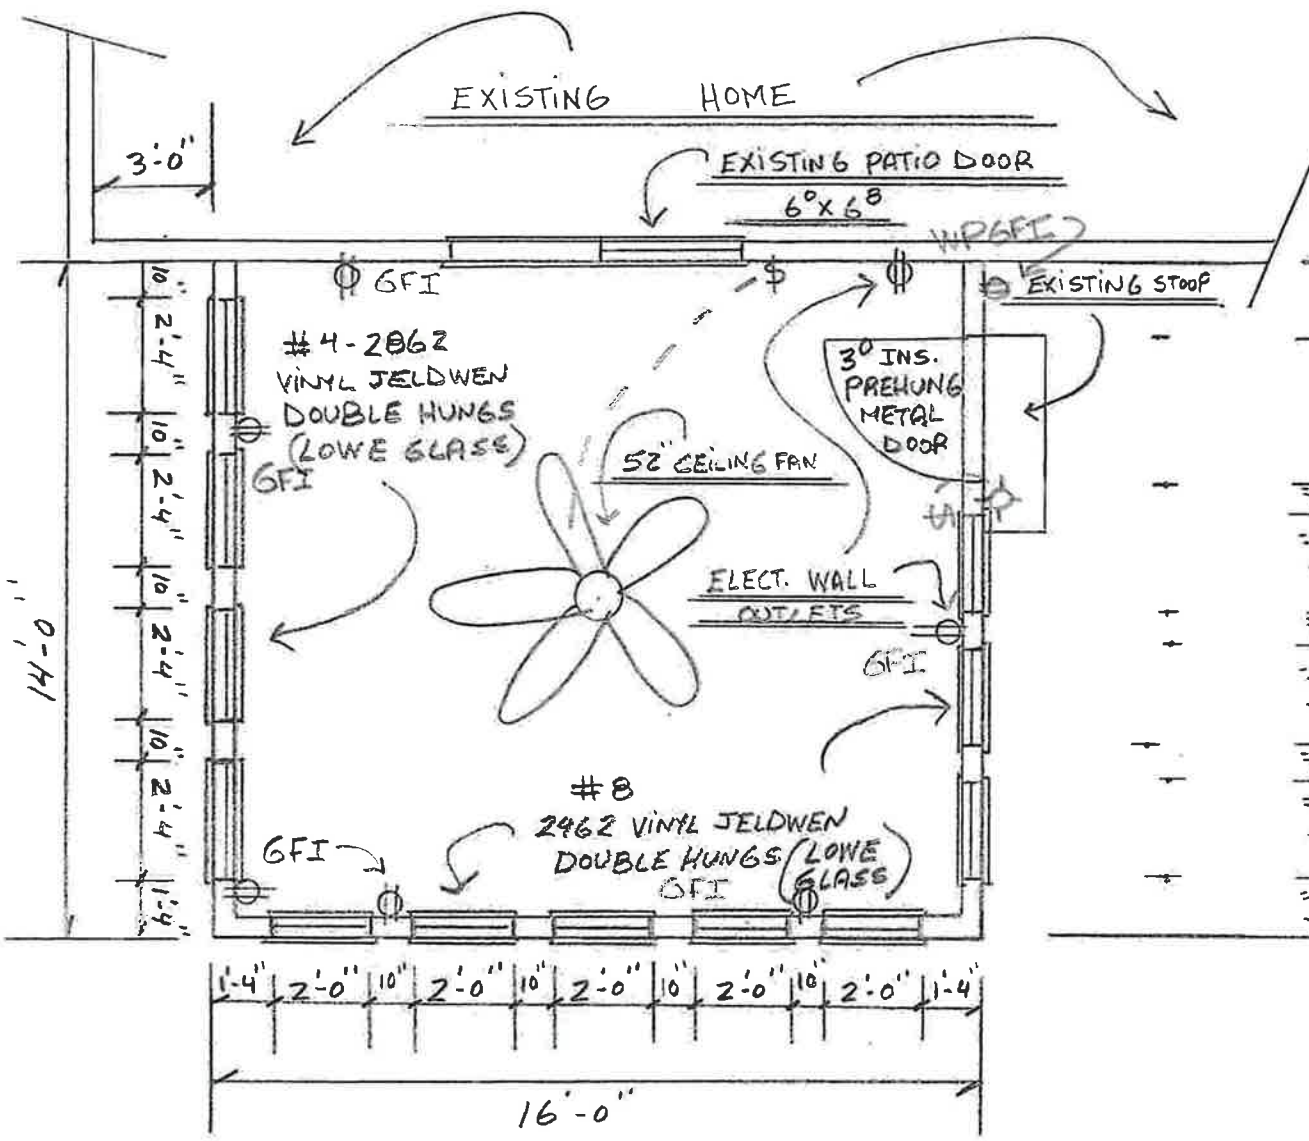 EXISTING HOME
3'-0"
EXISTING PATIO DOOR
6⁰ X 6⁸
WPGFI
GFI
$
EXISTING STOOP
#4-2862
VINYL JELDWEN
DOUBLE HUNGS
(LOWE GLASS)
GFI
3⁰ INS.
PREHUNG
METAL
DOOR
52" CEILING FAN
$
ELECT. WALL
OUTLETS
GFI
#8
2462 VINYL JELDWEN
DOUBLE HUNGS (LOWE
GLASS)
GFI
GFI
10"
2'-4"
10"
2'-4"
10"
2'-4"
10"
2'-4"
1'-4"
14'-0"
1'-4" 2'-0" 10" 2'-0" 10" 2'-0" 10" 2'-0" 10" 2'-0" 1'-4"
16'-0"